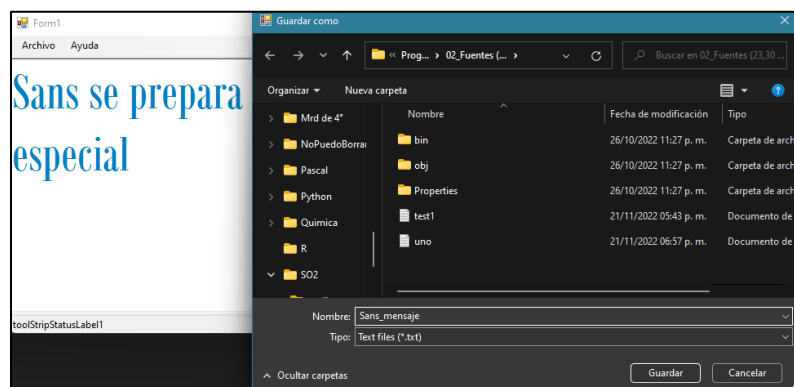 Form1
Archivo Ayuda
Sans se prepara
especial
toolStripStatusLabel1
Guardar como
« Prog... › 02_Fuentes (... ›
Buscar en 02_Fuentes (23,30 ...
Organizar Nueva carpeta
Mrd de 4°
NoPuedoBorrar
Pascal
Python
Quimica
R
SO2
Nombre Fecha de modificación Tipo
bin 26/10/2022 11:27 p. m. Carpeta de arch
obj 26/10/2022 11:27 p. m. Carpeta de arch
Properties 26/10/2022 11:27 p. m. Carpeta de arch
test1 21/11/2022 05:43 p. m. Documento de
uno 21/11/2022 06:57 p. m. Documento de
Nombre: Sans_mensaje
Tipo: Text files (*.txt)
Ocultar carpetas Guardar Cancelar